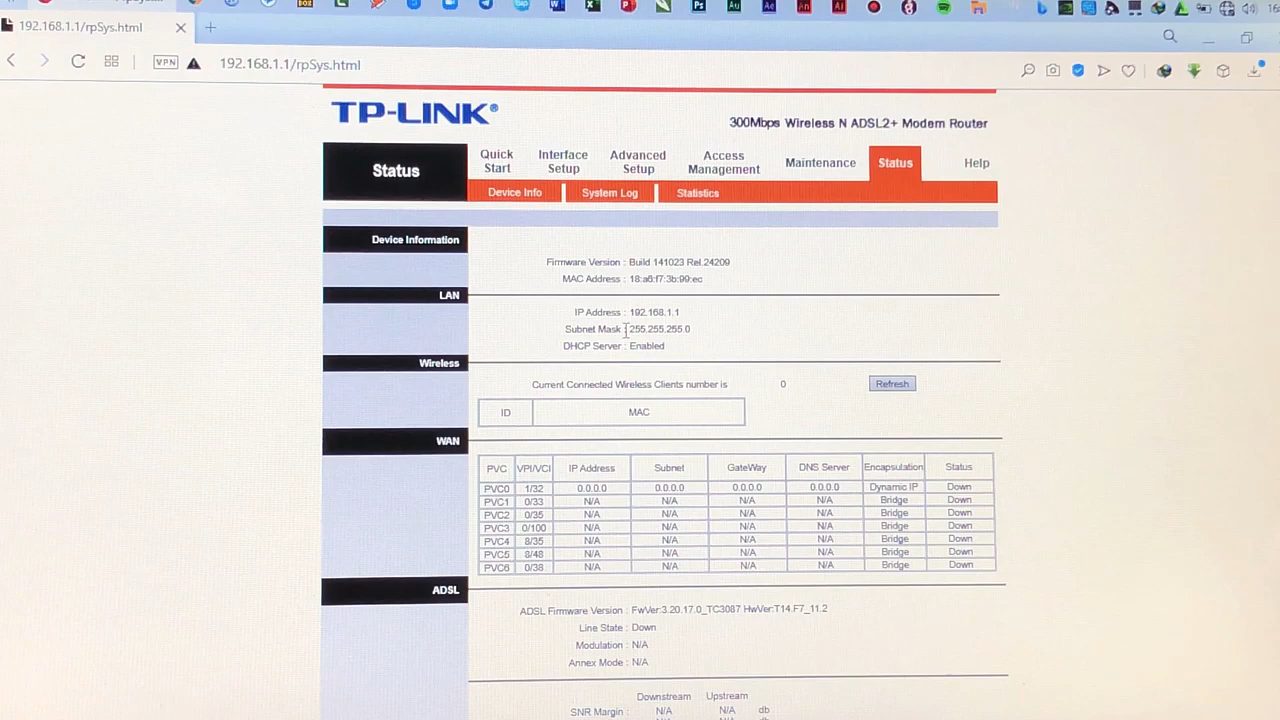 192.168.1.1/rpSys.html
VPN 192.168.1.1/rpSys.html
TP-LINK®
300Mbps Wireless N ADSL2+ Modem Router
Status
Quick Start Interface Setup Advanced Setup Access Management Maintenance Status Help
Device Info System Log Statistics
Device Information
Firmware Version : Build 141023 Rel.24209
MAC Address : 18:a6:f7:3b:99:ec
LAN
IP Address : 192.168.1.1
Subnet Mask : 255.255.255.0
DHCP Server : Enabled
Wireless
Current Connected Wireless Clients number is 0 Refresh
ID MAC
WAN
PVC VPI/VCI IP Address Subnet GateWay DNS Server Encapsulation Status
PVC0 1/32 0.0.0.0 0.0.0.0 0.0.0.0 0.0.0.0 Dynamic IP Down
PVC1 0/33 N/A N/A N/A N/A Bridge Down
PVC2 0/35 N/A N/A N/A N/A Bridge Down
PVC3 0/100 N/A N/A N/A N/A Bridge Down
PVC4 8/35 N/A N/A N/A N/A Bridge Down
PVC5 8/48 N/A N/A N/A N/A Bridge Down
PVC6 0/38 N/A N/A N/A N/A Bridge Down
ADSL
ADSL Firmware Version : FwVer:3.20.17.0_TC3087 HwVer:T14.F7_11.2
Line State : Down
Modulation : N/A
Annex Mode : N/A
Downstream Upstream
SNR Margin : N/A N/A db